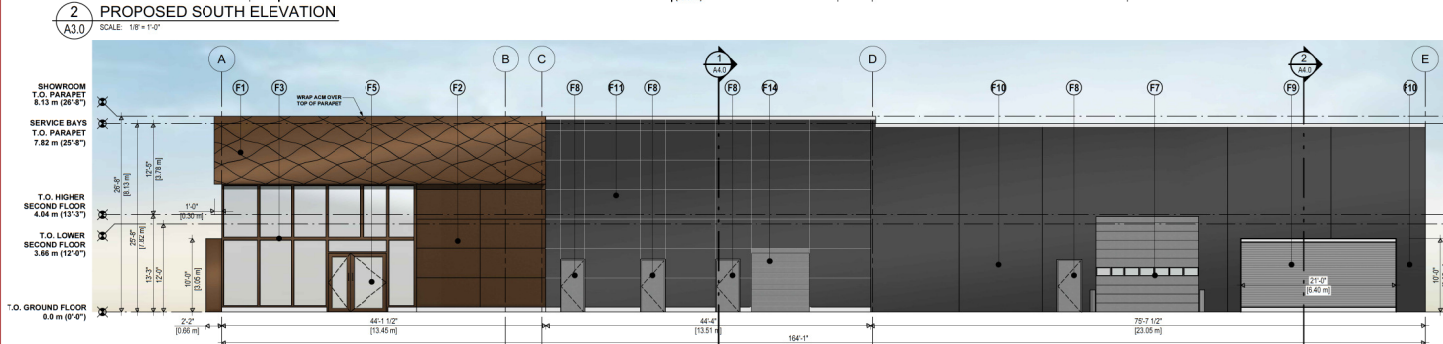 2
A3.0
PROPOSED SOUTH ELEVATION
SCALE: 1/8" = 1'-0"
A
B
C
1
A4.0
D
2
A4.0
E
F1
F3
F5
F2
F8
F11
F8
F8
F14
F10
F8
F7
F9
F10
WRAP ACM OVER
TOP OF PARAPET
SHOWROOM
T.O. PARAPET
8.13 m (26'-8")
SERVICE BAYS
T.O. PARAPET
7.82 m (25'-8")
T.O. HIGHER
SECOND FLOOR
4.04 m (13'-3")
T.O. LOWER
SECOND FLOOR
3.66 m (12'-0")
T.O. GROUND FLOOR
0.0 m (0'-0")
26'-8"
[8.13 m]
25'-8"
[7.82 m]
12'-5"
[3.78 m]
13'-3"
12'-0"
1'-0"
[0.30 m]
10'-0"
[3.05 m]
21'-0"
[6.40 m]
10'-0"
2'-2"
[0.66 m]
44'-1 1/2"
[13.45 m]
44'-4"
[13.51 m]
75'-7 1/2"
[23.05 m]
164'-1"